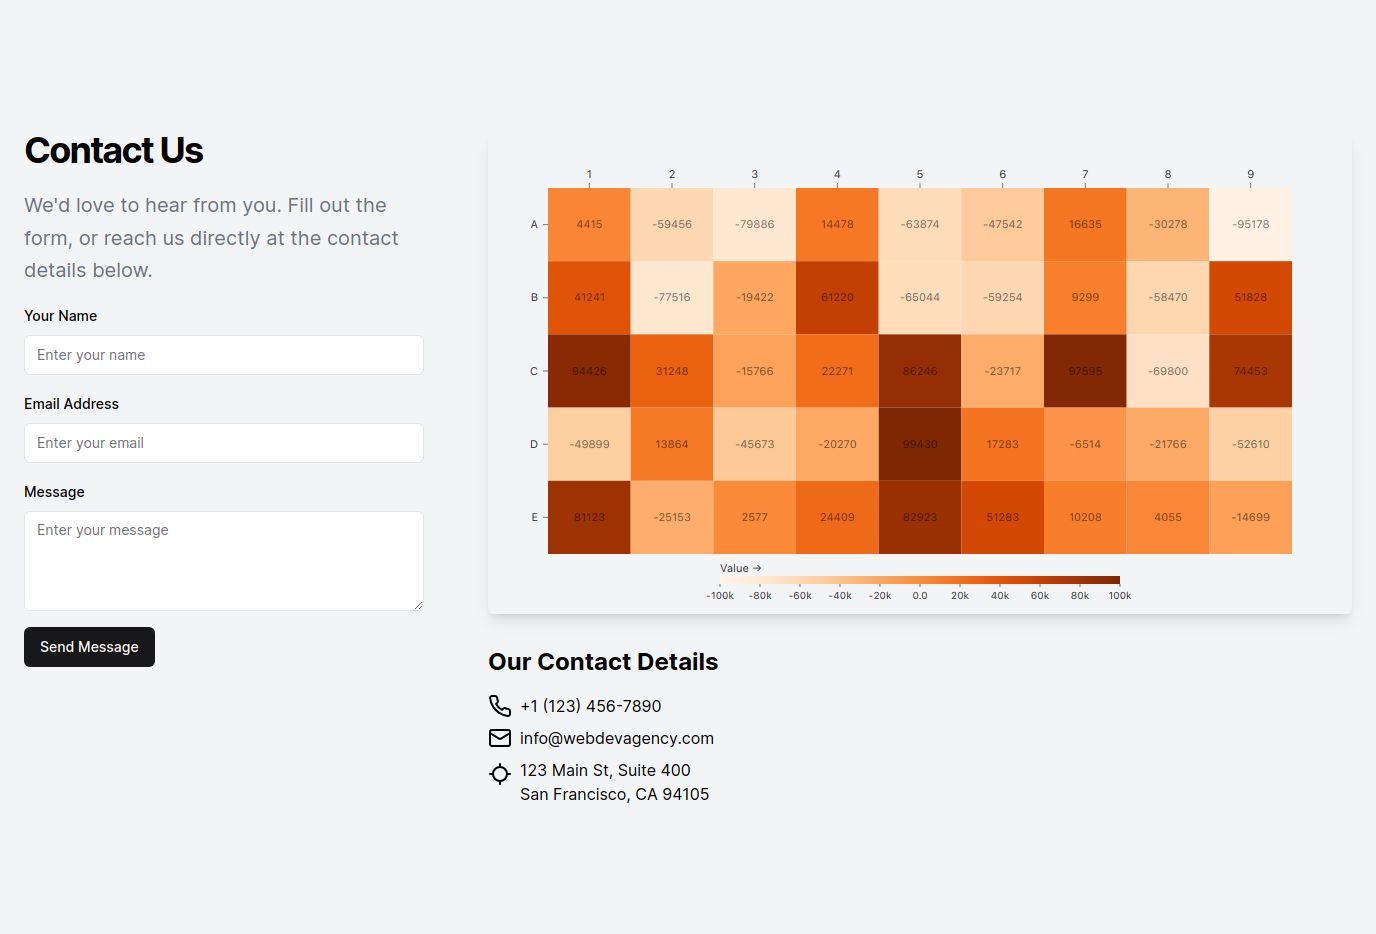 Contact Us
We'd love to hear from you. Fill out the
form, or reach us directly at the contact
details below.
Your Name
Enter your name
Email Address
Enter your email
Message
Enter your message
Send Message
1 2 3 4 5 6 7 8 9
A 4415 -59456 -79886 14478 -63874 -47542 16635 -30278 -95178
B 41241 -77516 -19422 61220 -65044 -59254 9299 -58470 51828
C 94426 31248 -15766 22271 86246 -23717 97595 -69800 74453
D -49899 13864 -45673 -20270 99430 17283 -6514 -21766 -52610
E 81123 -25153 2577 24409 82923 51283 10208 4055 -14699
Value →
-100k -80k -60k -40k -20k 0.0 20k 40k 60k 80k 100k
Our Contact Details
+1 (123) 456-7890
info@webdevagency.com
123 Main St, Suite 400
San Francisco, CA 94105